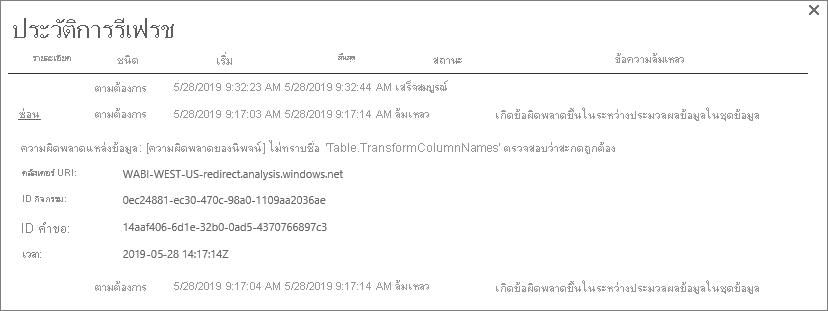 ประวัติการรีเฟรช
รายละเอียด ชนิด เริ่ม สิ้นสุด สถานะ ข้อความล้มเหลว
ตามต้องการ 5/28/2019 9:32:23 AM 5/28/2019 9:32:44 AM เสร็จสมบูรณ์
ซ่อน ตามต้องการ 5/28/2019 9:17:03 AM 5/28/2019 9:17:14 AM ล้มเหลว เกิดข้อผิดพลาดขึ้นในระหว่างประมวลผลข้อมูลในชุดข้อมูล
ความผิดพลาดแหล่งข้อมูล: [ความผิดพลาดของนิพจน์] ไม่ทราบชื่อ 'Table.TransformColumnNames' ตรวจสอบว่าสะกดถูกต้อง
คลัสเตอร์ URI: WABI-WEST-US-redirect.analysis.windows.net
ID กิจกรรม: 0ec24881-ec30-470c-98a0-1109aa2036ae
ID คำขอ: 14aaf406-6d1e-32b0-0ad5-4370766897c3
เวลา: 2019-05-28 14:17:14Z
ตามต้องการ 5/28/2019 9:17:04 AM 5/28/2019 9:17:14 AM ล้มเหลว เกิดข้อผิดพลาดขึ้นในระหว่างประมวลผลข้อมูลในชุดข้อมูล